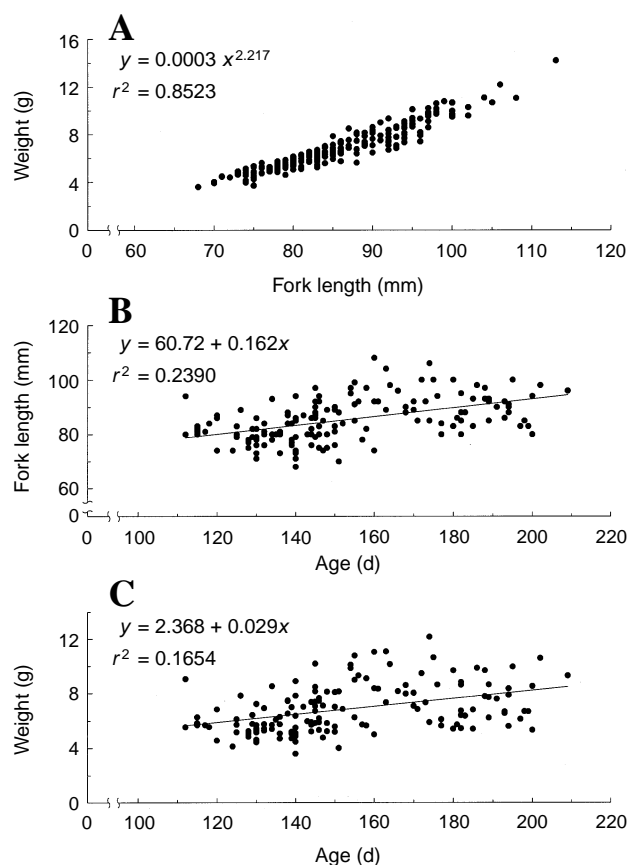 A
y = 0.0003 x^2.217
r² = 0.8523
Weight (g)
16
12
8
4
0
0 60 70 80 90 100 110 120
Fork length (mm)
B
y = 60.72 + 0.162x
r² = 0.2390
Fork length (mm)
120
100
80
60
0
0 100 120 140 160 180 200 220
Age (d)
C
y = 2.368 + 0.029x
r² = 0.1654
Weight (g)
12
8
4
0
0 100 120 140 160 180 200 220
Age (d)